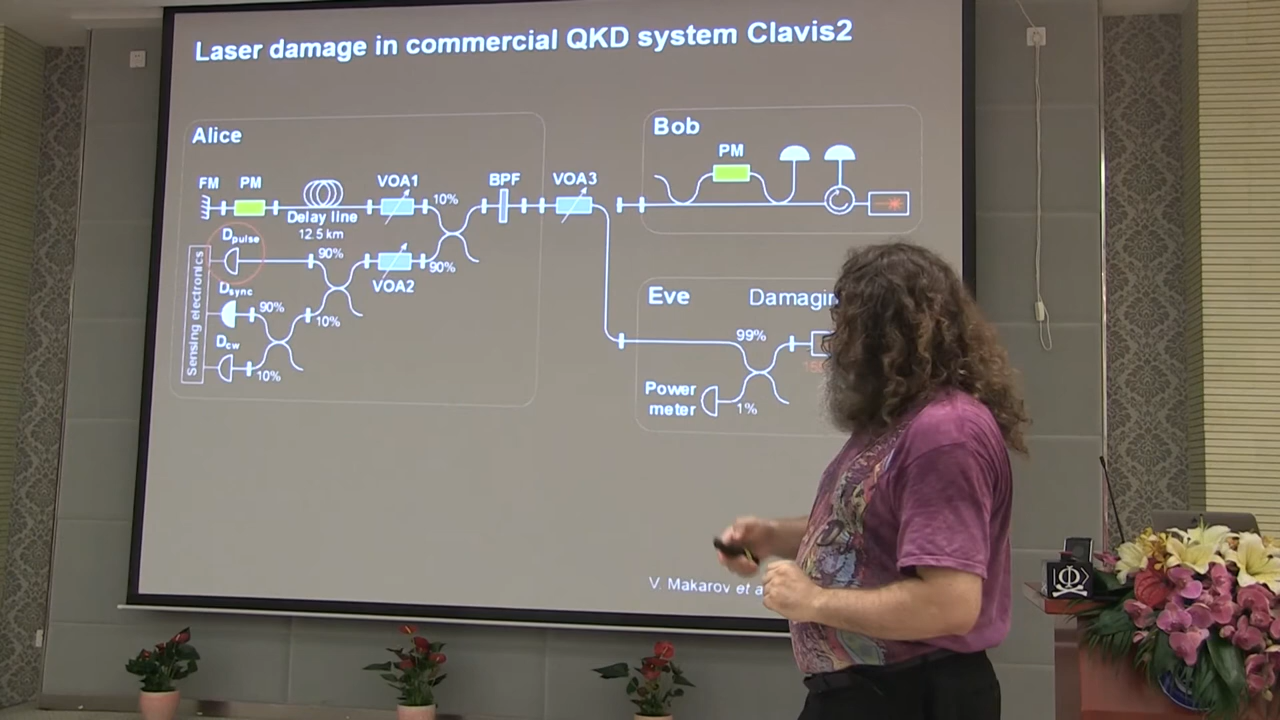 Laser damage in commercial QKD system Clavis2
Alice
FM
PM
Delay line
12.5 km
VOA1
10%
BPF
VOA3
Dpulse
90%
VOA2
90%
Dsync
90%
10%
Dcw
10%
Sensing electronics
Bob
PM
Eve
99%
Power
meter
1%
V. Makarov et
Φ